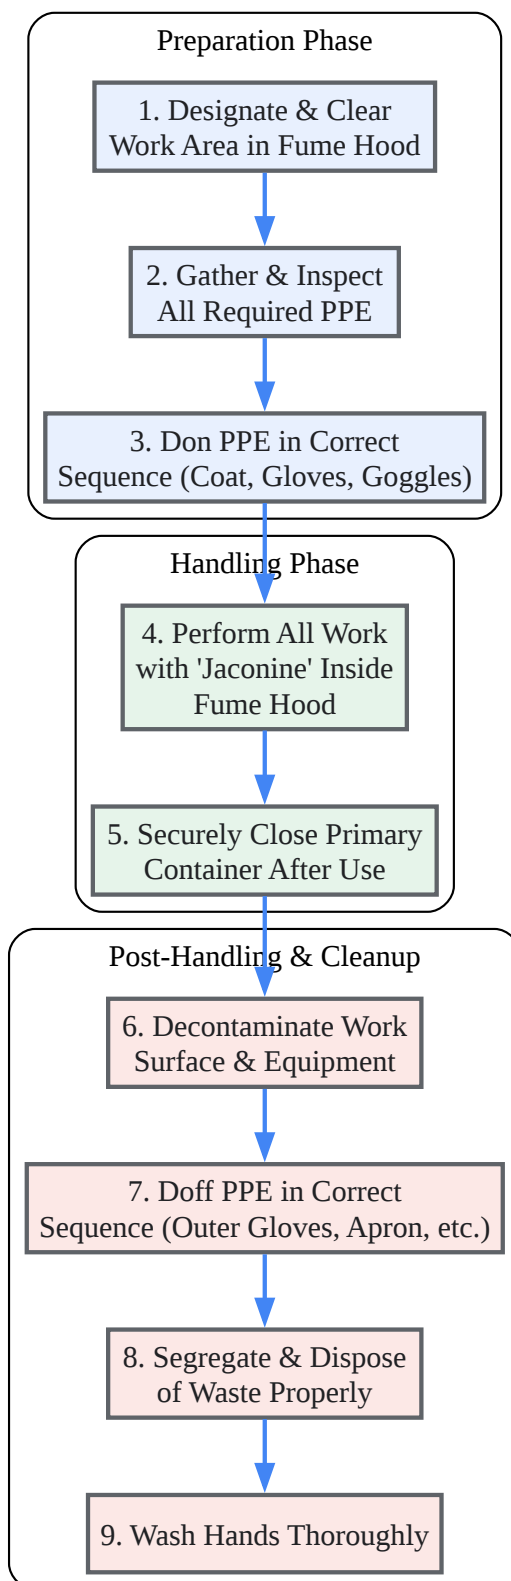 Preparation Phase
1. Designate & Clear
Work Area in Fume Hood
2. Gather & Inspect
All Required PPE
3. Don PPE in Correct
Sequence (Coat, Gloves, Goggles)
Handling Phase
4. Perform All Work
with 'Jaconine' Inside
Fume Hood
5. Securely Close Primary
Container After Use
Post-Handling & Cleanup
6. Decontaminate Work
Surface & Equipment
7. Doff PPE in Correct
Sequence (Outer Gloves, Apron, etc.)
8. Segregate & Dispose
of Waste Properly
9. Wash Hands Thoroughly